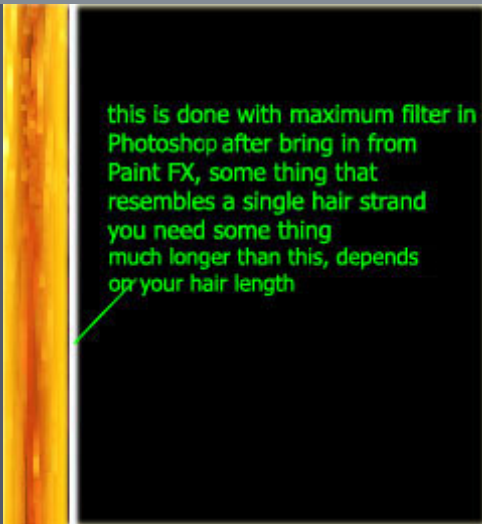 this is done with maximum filter in
Photoshop after bring in from
Paint FX, some thing that
resembles a single hair strand
you need some thing
much longer than this, depends
on your hair length